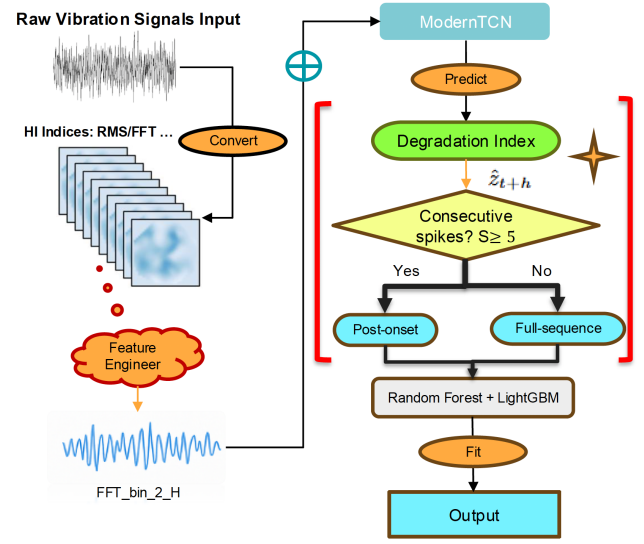 Raw Vibration Signals Input
HI Indices: RMS/FFT ...
Convert
Feature
Engineer
FFT_bin_2_H
ModernTCN
Predict
Degradation Index
ẑ_{t+h}
Consecutive
spikes? S≥ 5
Yes
No
Post-onset
Full-sequence
Random Forest + LightGBM
Fit
Output